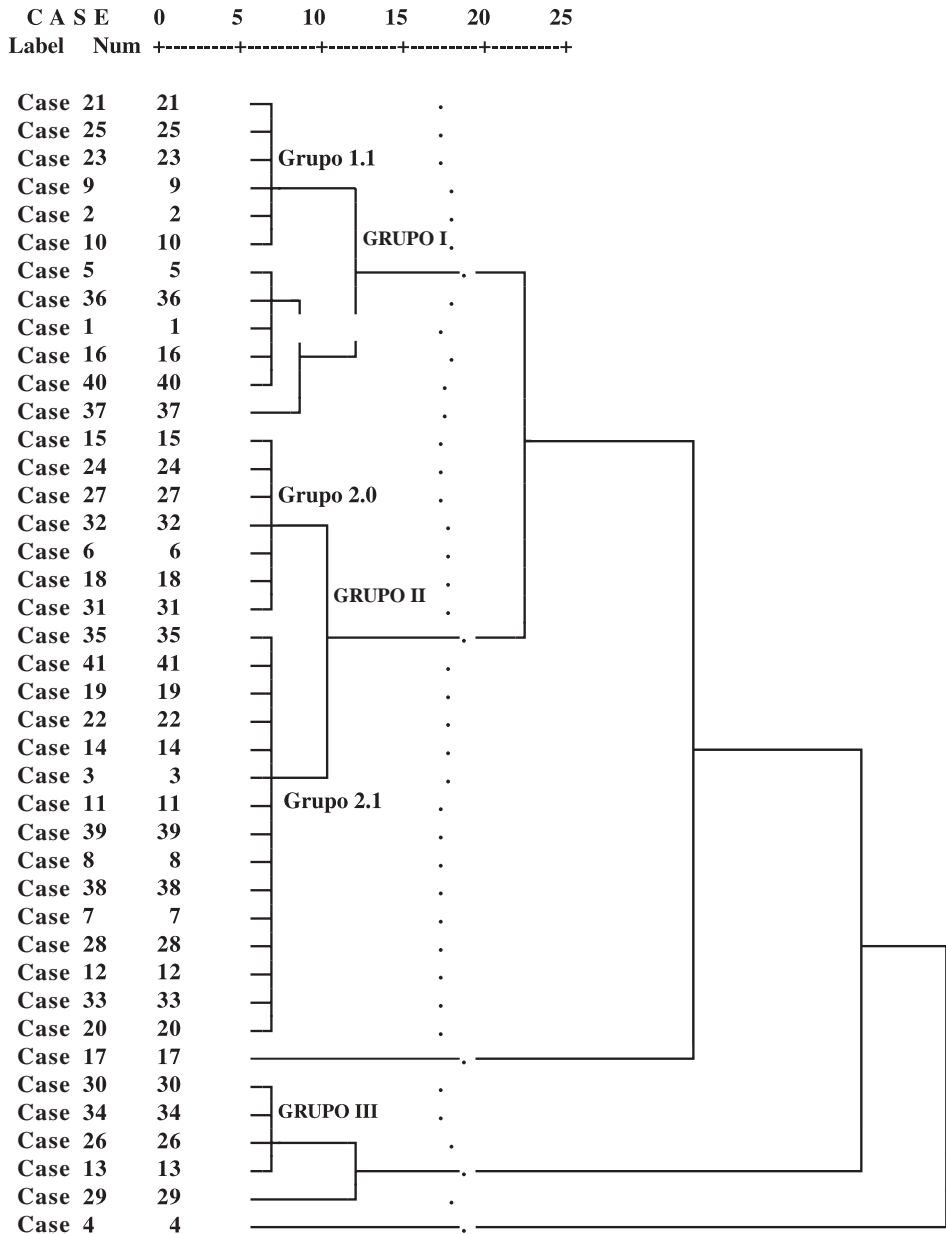 C A S E 0 5 10 15 20 25
Label Num +---------+---------+---------+---------+---------+
Case 21 21
Case 25 25
Case 23 23 Grupo 1.1
Case 9 9
Case 2 2
Case 10 10 GRUPO I
Case 5 5
Case 36 36
Case 1 1
Case 16 16
Case 40 40
Case 37 37
Case 15 15
Case 24 24
Case 27 27 Grupo 2.0
Case 32 32
Case 6 6
Case 18 18
GRUPO II
Case 31 31
Case 35 35
Case 41 41
Case 19 19
Case 22 22
Case 14 14
Case 3 3
Case 11 11 Grupo 2.1
Case 39 39
Case 8 8
Case 38 38
Case 7 7
Case 28 28
Case 12 12
Case 33 33
Case 20 20
Case 17 17
Case 30 30
Case 34 34 GRUPO III
Case 26 26
Case 13 13
Case 29 29
Case 4 4